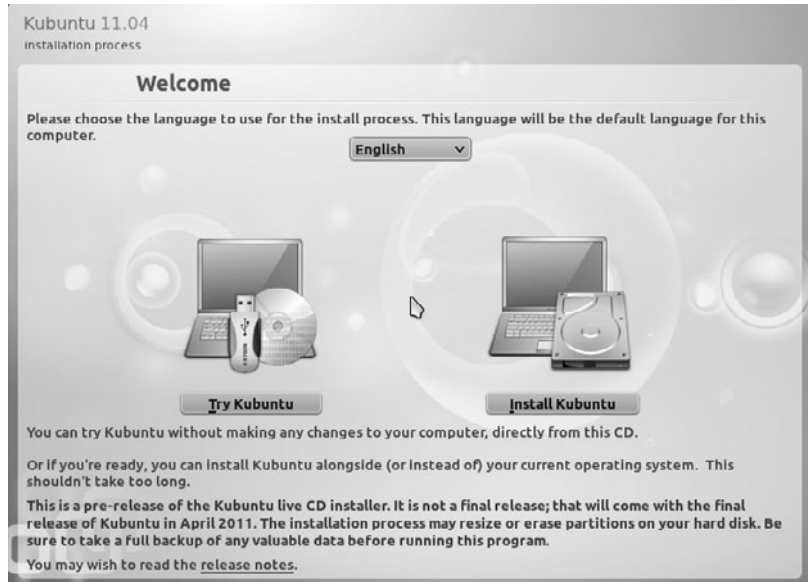 Kubuntu 11.04
installation process
Welcome
Please choose the language to use for the install process. This language will be the default language for this
computer.
English
Try Kubuntu
Install Kubuntu
You can try Kubuntu without making any changes to your computer, directly from this CD.
Or if you're ready, you can install Kubuntu alongside (or instead of) your current operating system. This
shouldn't take too long.
This is a pre-release of the Kubuntu live CD installer. It is not a final release; that will come with the final
release of Kubuntu in April 2011. The installation process may resize or erase partitions on your hard disk. Be
sure to take a full backup of any valuable data before running this program.
You may wish to read the release notes.